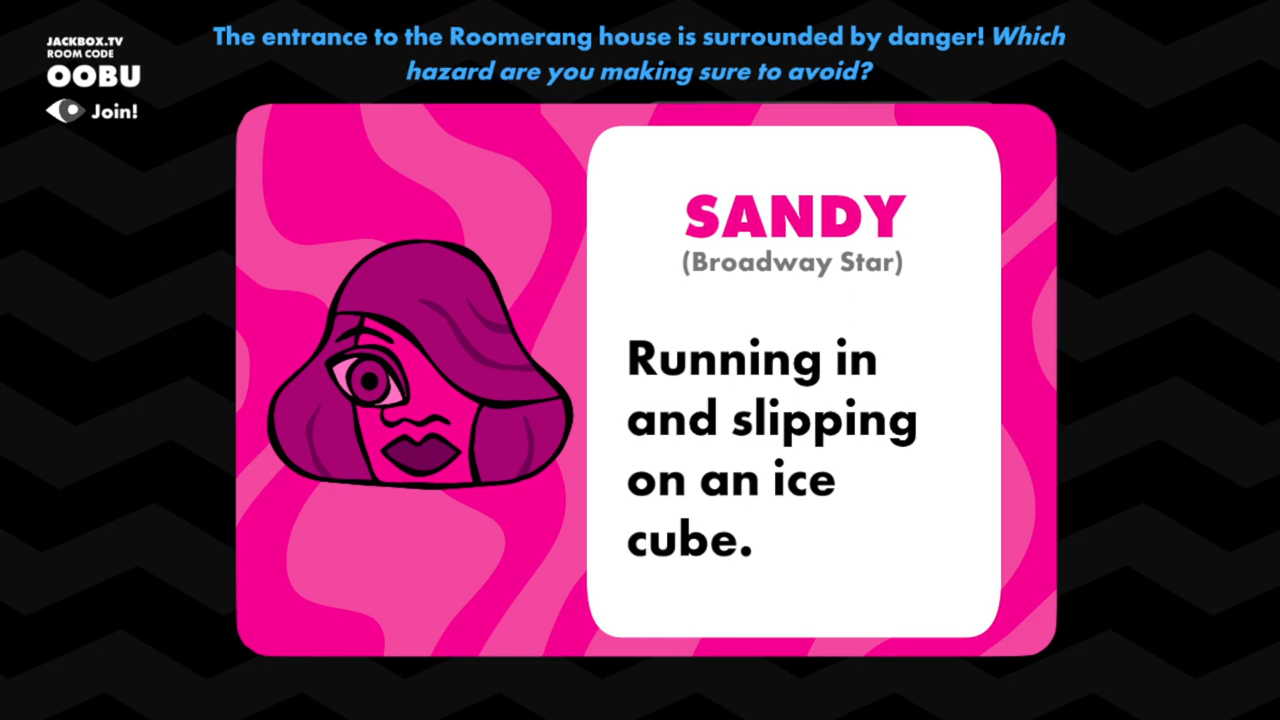 JACKBOX.TV
ROOM CODE
OOBU
Join!
The entrance to the Roomerang house is surrounded by danger! Which
hazard are you making sure to avoid?
SANDY
(Broadway Star)
Running in
and slipping
on an ice
cube.